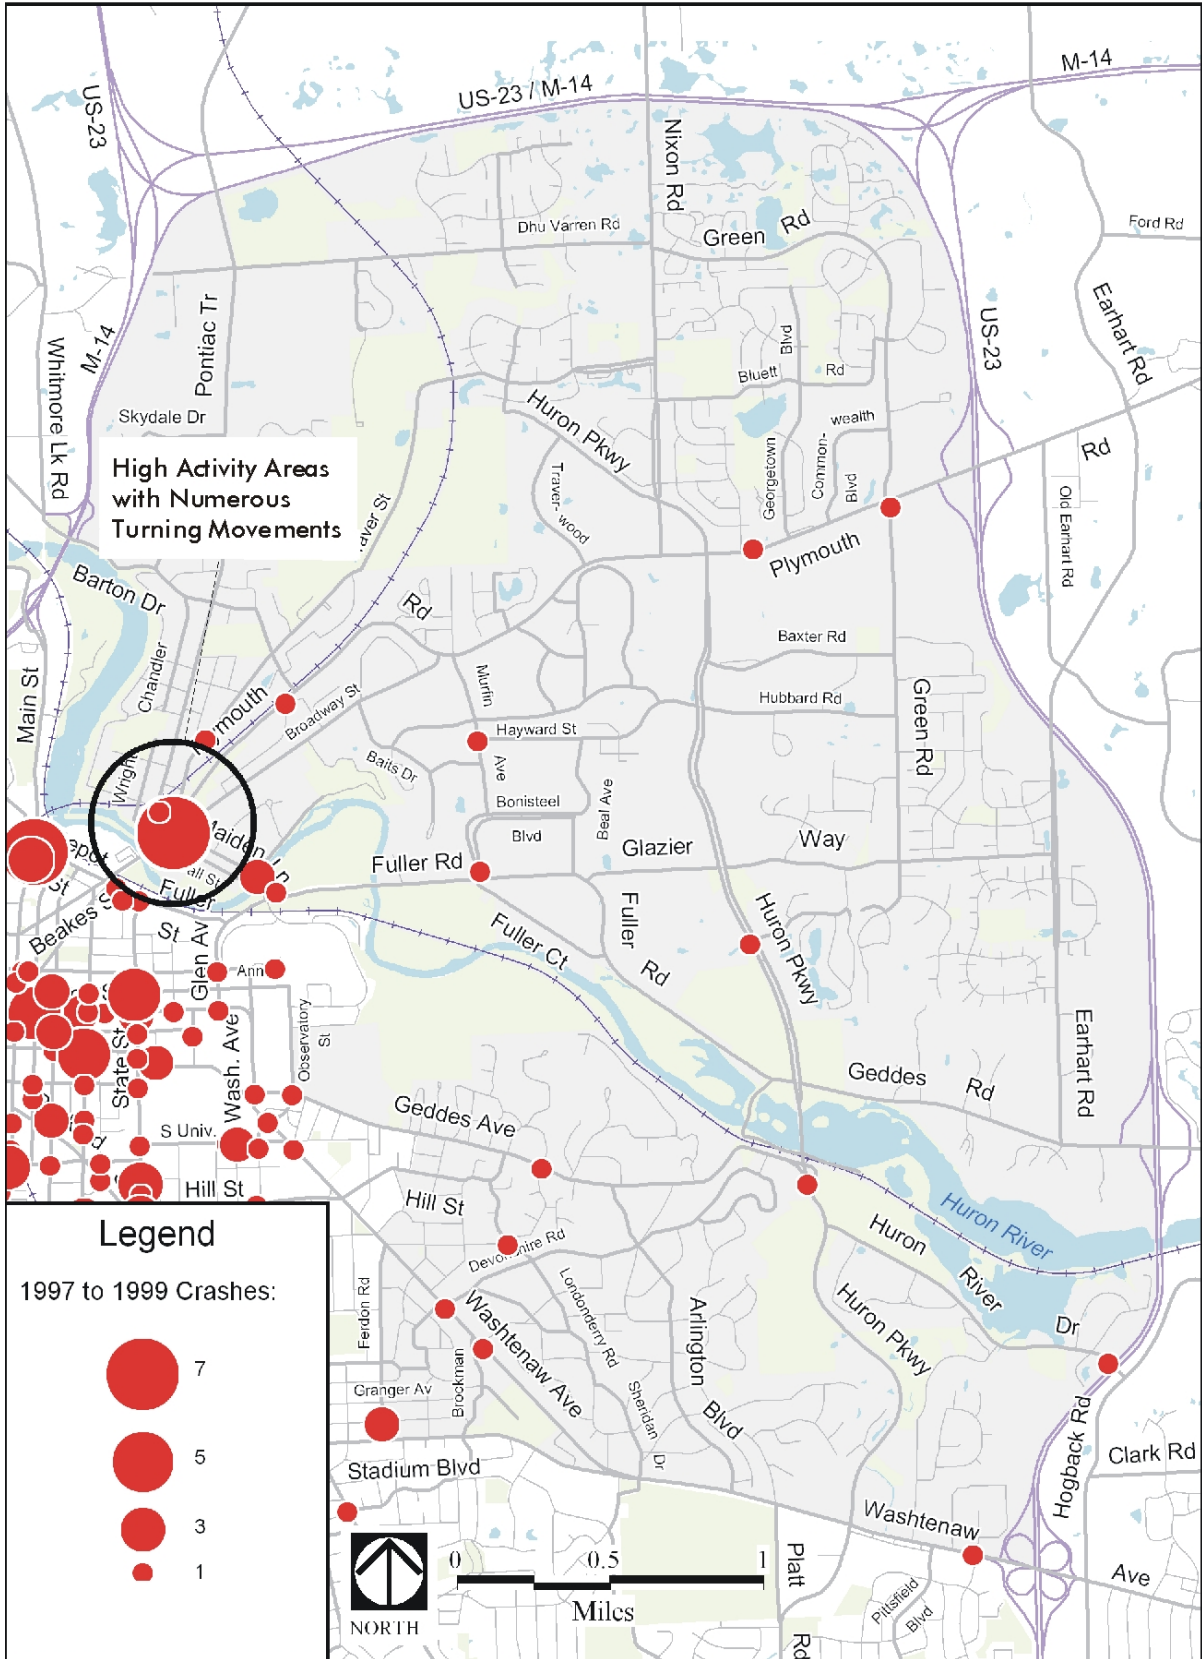 US-23 / M-14
M-14
US-23
Nixon Rd
Dhu Varren Rd
Green Rd
Ford Rd
Pontiac Tr
M-14
Whitmore Lk Rd
Earhart Rd
US-23
Bluett Blvd Rd
Skydale Dr
Huron Pkwy
wealth
Common-
Blvd
Georgetown
Rd
High Activity Areas
with Numerous
Turning Movements
Traver-
wood
Old Earhart Rd
Plymouth
Barton Dr
Rd
Baxter Rd
Chandler
Main St
Murfin
Hubbard Rd
Green Rd
Broadway St
Hayward St
Wright
Baits Dr
Ave
Bonisteel
Blvd
Beal Ave
Glazier Way
Fuller Rd
Fuller
St
St
Beakes
Fuller
Rd
Fuller Ct
Huron Pkwy
Glen Av
Ann
Observatory
St
State St
Wash. Ave
Earhart Rd
Geddes Rd
Geddes Ave
S Univ.
Hill St
Hill St
Huron River
Huron
River
Dr
Legend
1997 to 1999 Crashes:
7
5
3
1
Ferdon Rd
Londonderry Rd
Washtenaw Ave
Arlington
Blvd
Huron Pkwy
Granger Av
Brockman
Sheridan
Dr
Hogback Rd
Clark Rd
Stadium Blvd
Washtenaw
Ave
Platt
Rd
Pittsfield
Blvd
NORTH
0 0.5 1
Miles